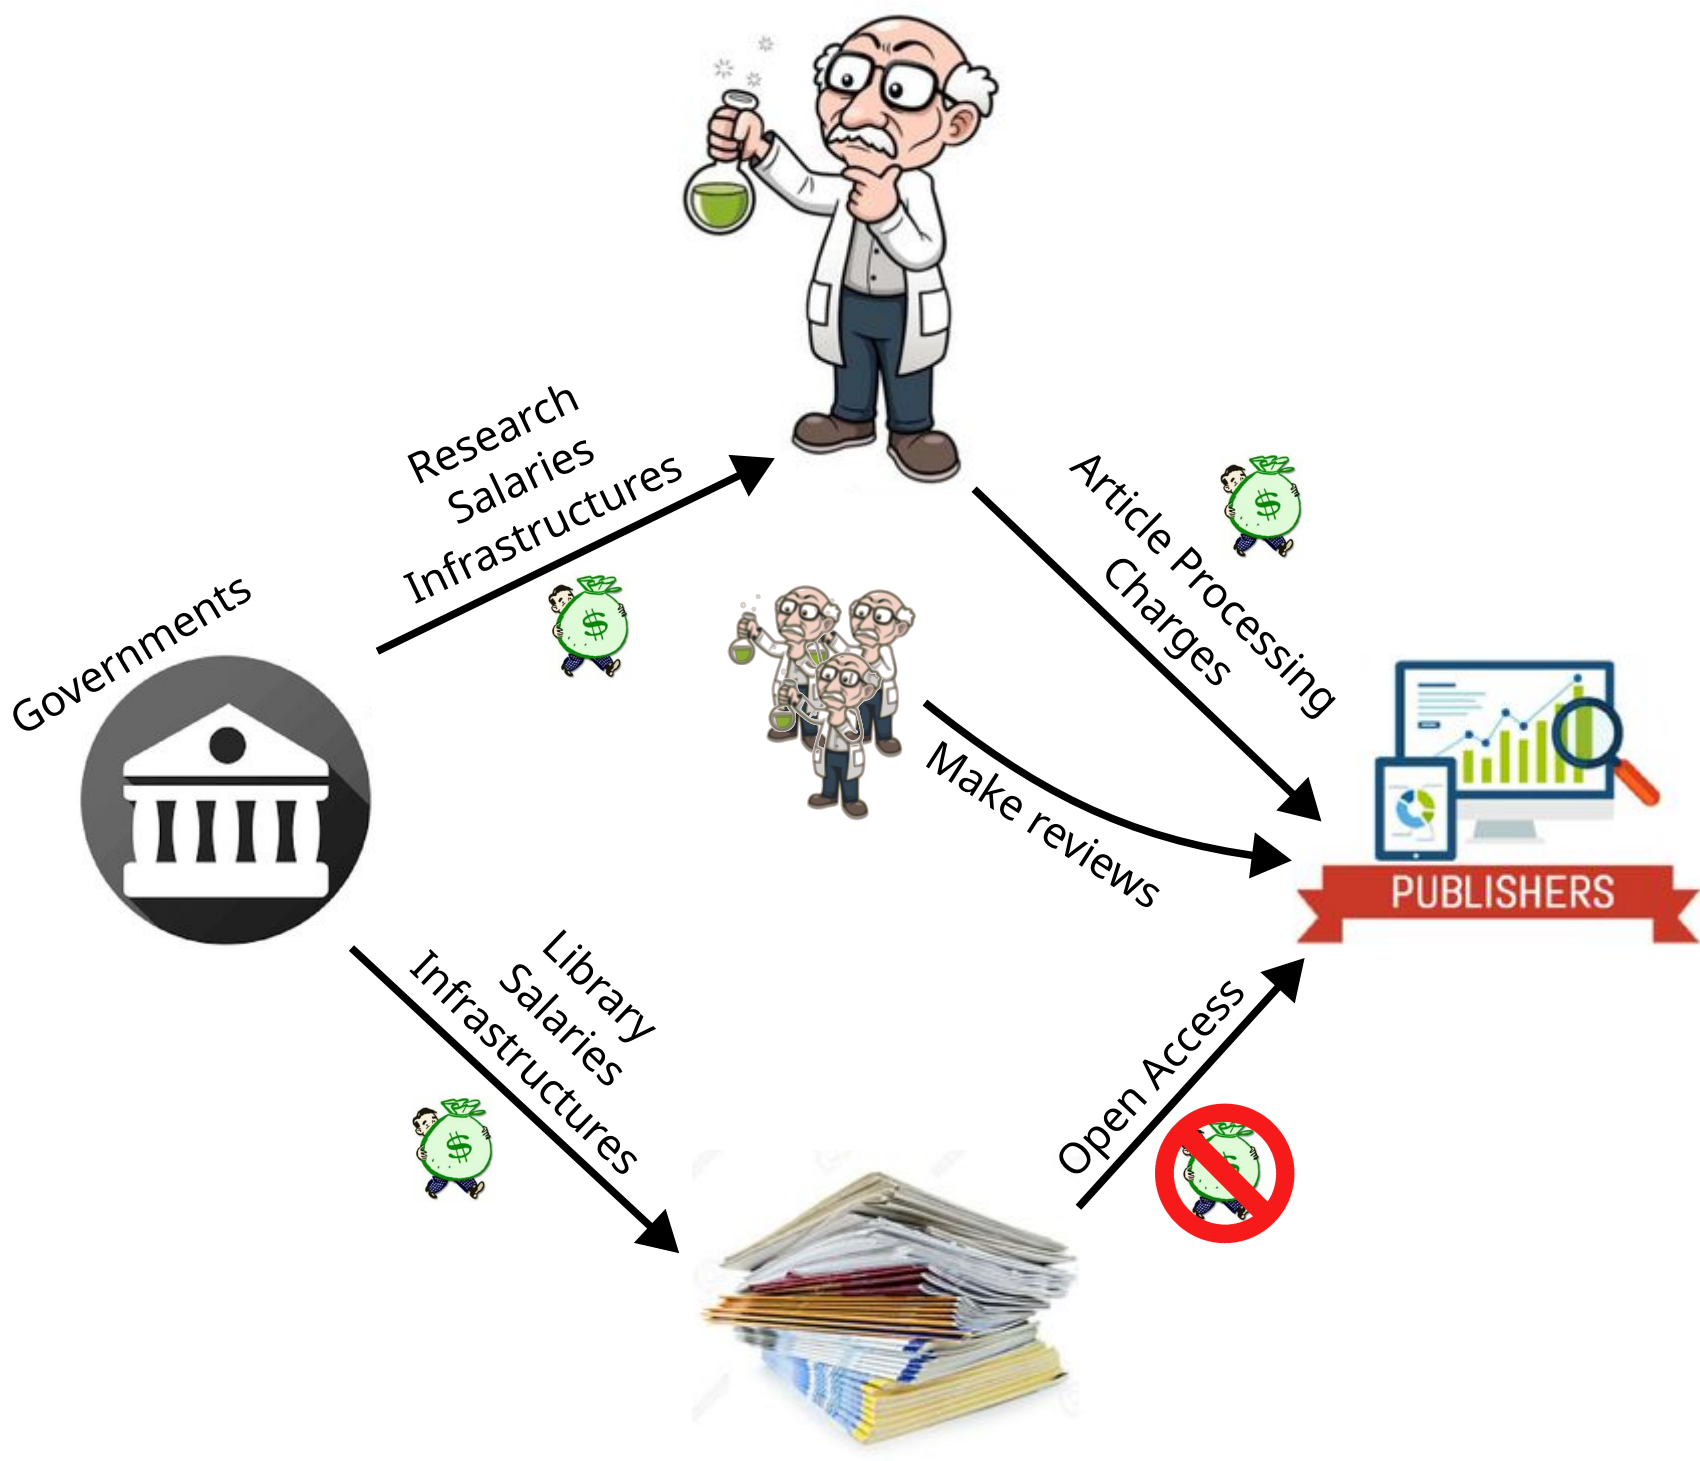 Research
Salaries
Infrastructures
Governments
Article Processing
Charges
Make reviews
PUBLISHERS
Library
Salaries
Infrastructures
Open Access
$
$
$
$